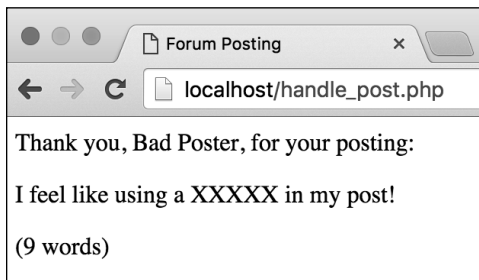 Forum Posting
localhost/handle_post.php
Thank you, Bad Poster, for your posting:
I feel like using a XXXXX in my post!
(9 words)